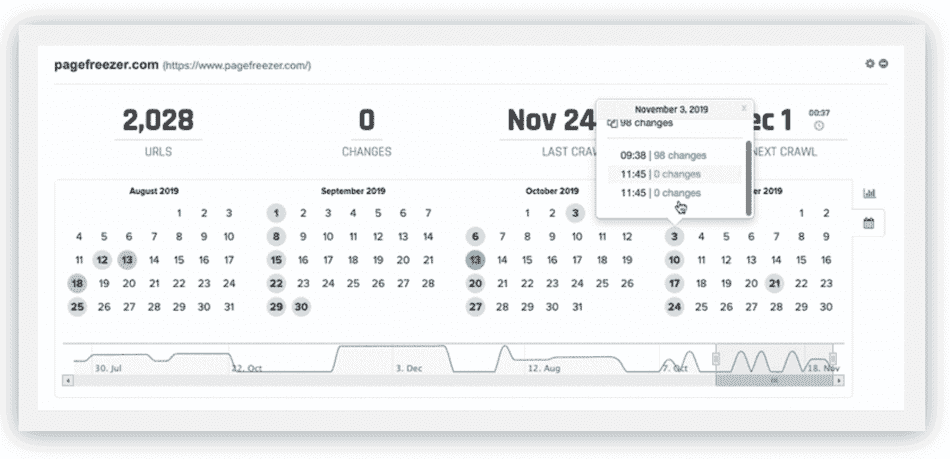 pagefreezer.com (https://www.pagefreezer.com/)
2,028
URLS
0
CHANGES
Nov 24
LAST CRAW
ec 1 00:37
NEXT CRAWL
November 3, 2019 x
98 changes
09:38 | 98 changes
11:45 | 0 changes
11:45 | 0 changes
August 2019
1 2 3
4 5 6 7 8 9 10
11 12 13 14 15 16 17
18 19 20 21 22 23 24
25 26 27 28 29 30 31
September 2019
1 2 3 4 5 6 7
8 9 10 11 12 13 14
15 16 17 18 19 20 21
22 23 24 25 26 27 28
29 30
October 2019
1 2 3
6 7 8 9 10 11 12
13 14 15 16 17 18 19
20 21 22 23 24 25 26
27 28 29 30 31
er 2019
1 2
3 4 5 6 7 8 9
10 11 12 13 14 15 16
17 18 19 20 21 22 23
24 25 26 27 28 29 30
30. Jul 22. Oct 3. Dec 12. Aug 7. Oct 18. Nov